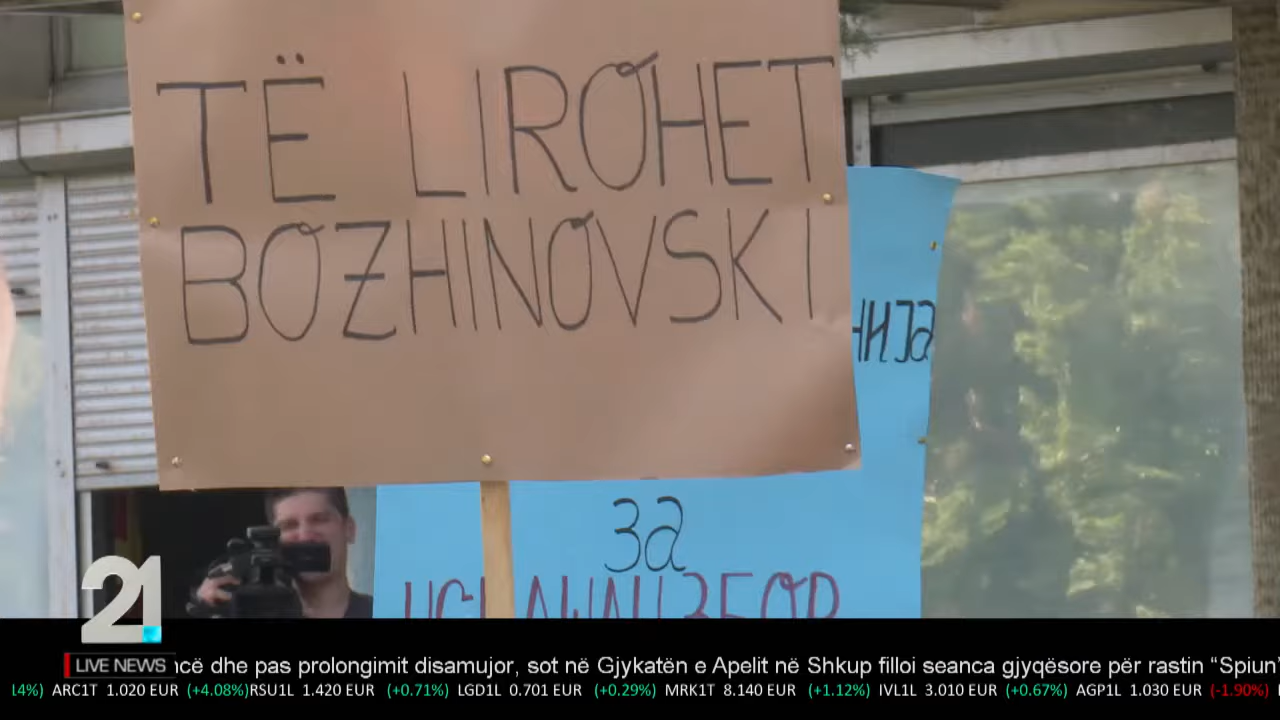 TË LIROHET
BOZHINOVSKI
НИЈА
ЗА
21
LIVE NEWS
ncë dhe pas prolongimit disamujor, sot në Gjykatën e Apelit në Shkup filloi seanca gjyqësore për rastin “Spiun”
14%) ARC1T 1.020 EUR (+4.08%)RSU1L 1.420 EUR (+0.71%) LGD1L 0.701 EUR (+0.29%) MRK1T 8.140 EUR (+1.12%) IVL1L 3.010 EUR (+0.67%) AGP1L 1.030 EUR (-1.90%)